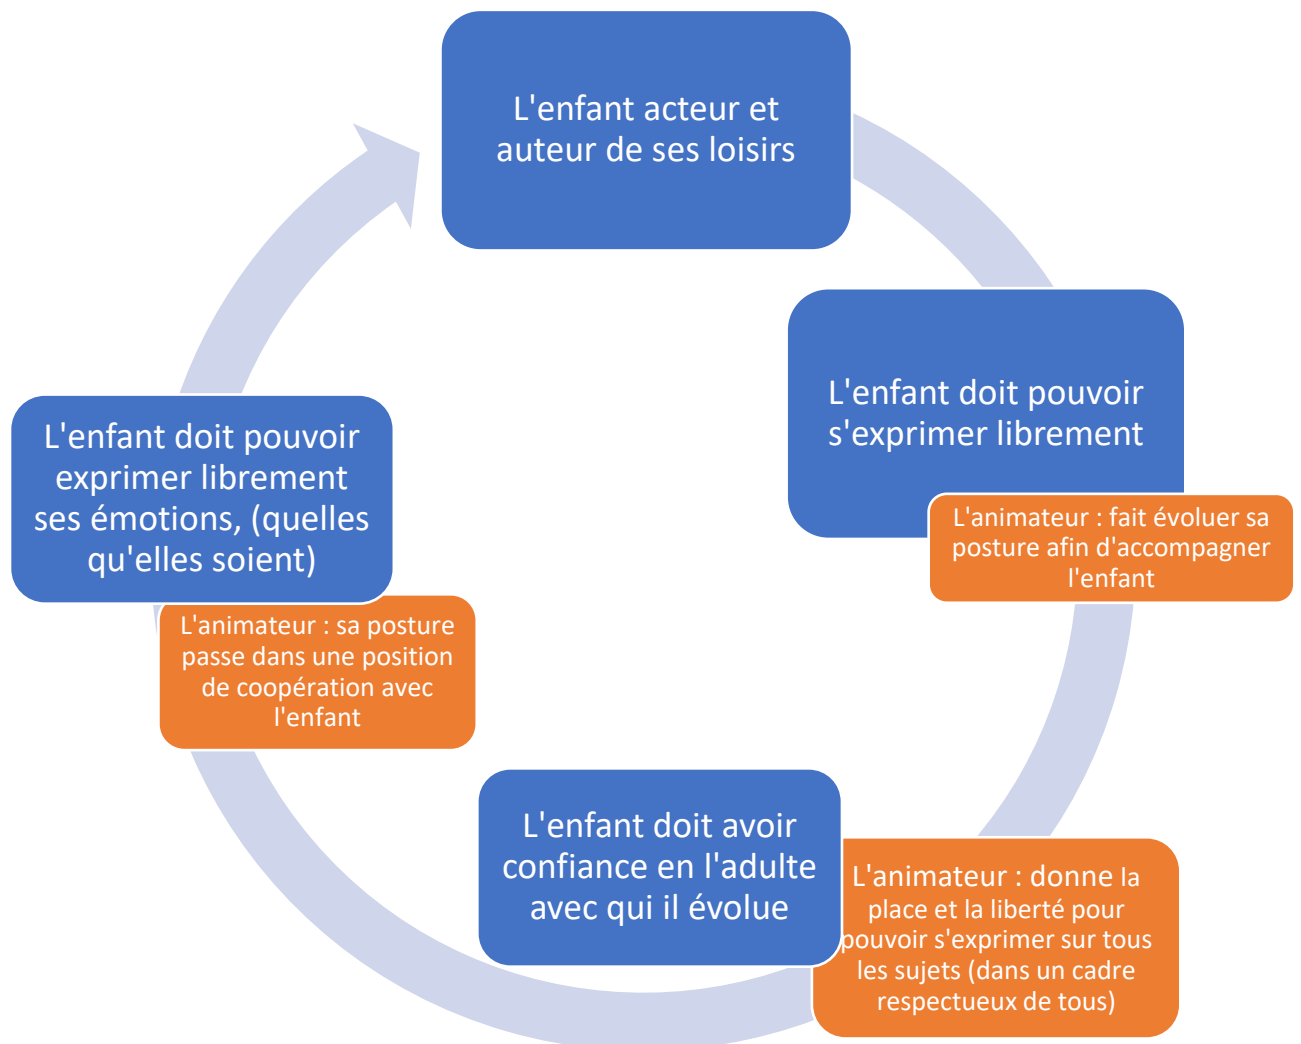 L'enfant acteur et
auteur de ses loisirs
L'enfant doit pouvoir
s'exprimer librement
L'animateur : fait évoluer sa
posture afin d'accompagner
l'enfant
L'enfant doit avoir
confiance en l'adulte
avec qui il évolue
L'animateur : donne la
place et la liberté pour
pouvoir s'exprimer sur tous
les sujets (dans un cadre
respectueux de tous)
L'enfant doit pouvoir
exprimer librement
ses émotions, (quelles
qu'elles soient)
L'animateur : sa posture
passe dans une position
de coopération avec
l'enfant